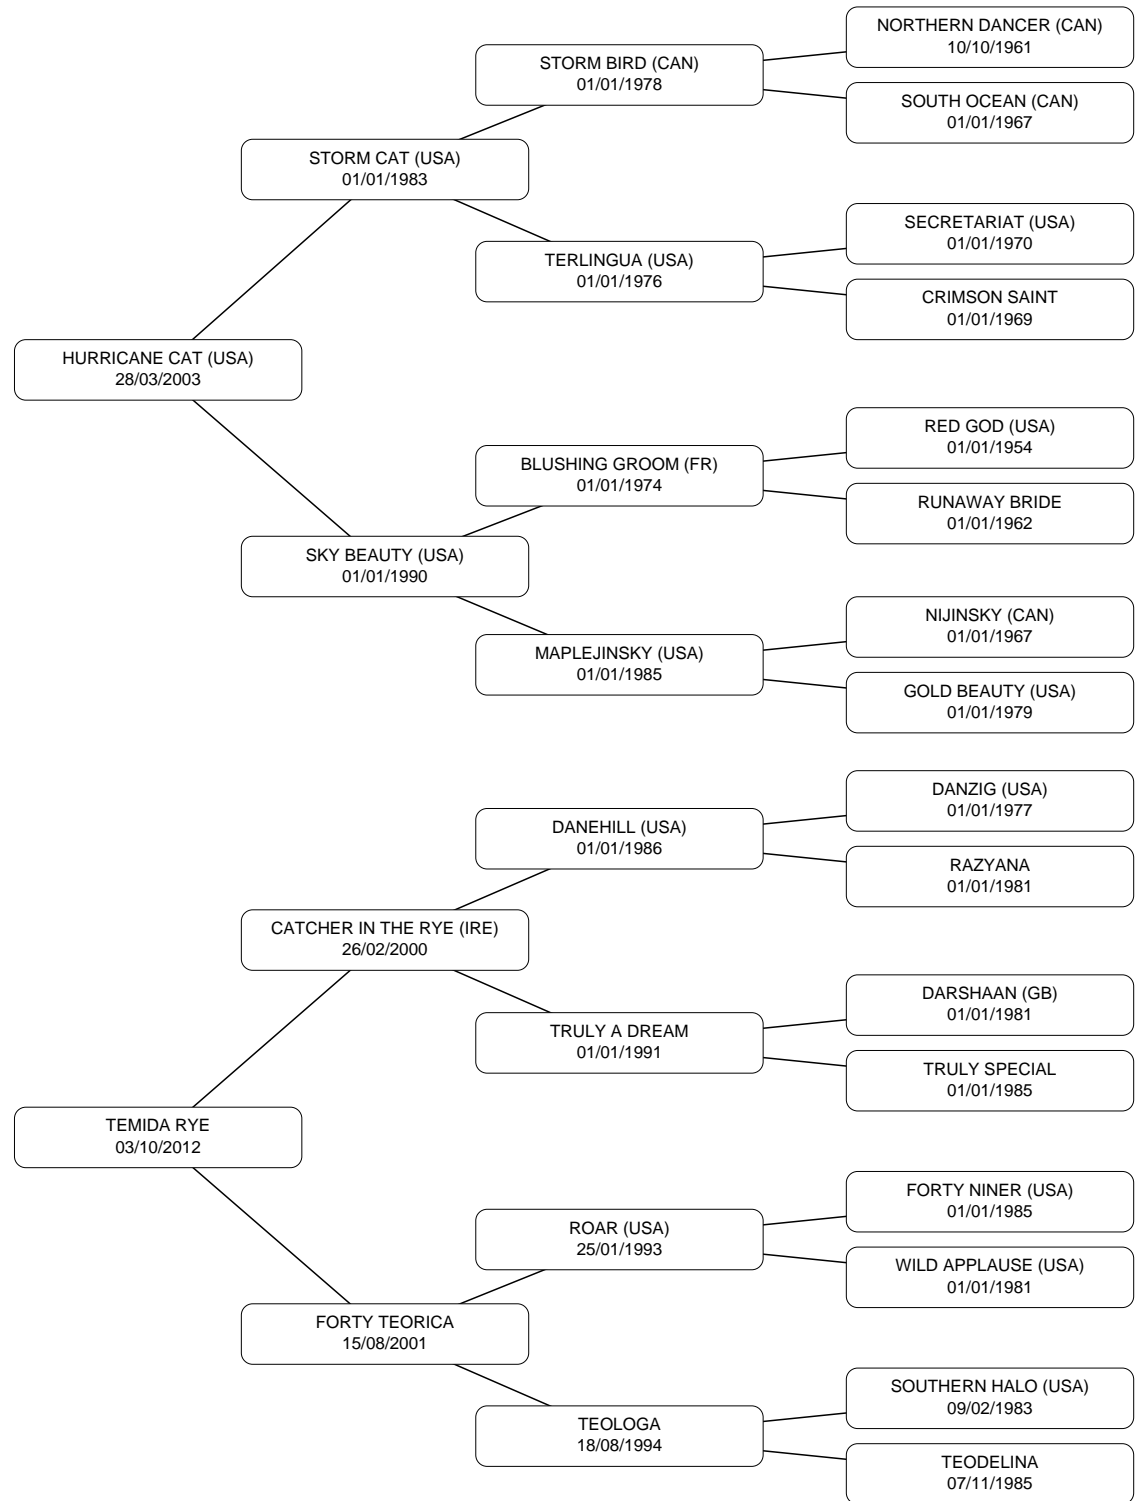 NORTHERN DANCER (CAN)
10/10/1961
STORM BIRD (CAN)
01/01/1978
SOUTH OCEAN (CAN)
01/01/1967
STORM CAT (USA)
01/01/1983
SECRETARIAT (USA)
01/01/1970
TERLINGUA (USA)
01/01/1976
CRIMSON SAINT
01/01/1969
HURRICANE CAT (USA)
28/03/2003
RED GOD (USA)
01/01/1954
BLUSHING GROOM (FR)
01/01/1974
RUNAWAY BRIDE
01/01/1962
SKY BEAUTY (USA)
01/01/1990
NIJINSKY (CAN)
01/01/1967
MAPLEJINSKY (USA)
01/01/1985
GOLD BEAUTY (USA)
01/01/1979
DANZIG (USA)
01/01/1977
DANEHILL (USA)
01/01/1986
RAZYANA
01/01/1981
CATCHER IN THE RYE (IRE)
26/02/2000
DARSHAAN (GB)
01/01/1981
TRULY A DREAM
01/01/1991
TRULY SPECIAL
01/01/1985
TEMIDA RYE
03/10/2012
FORTY NINER (USA)
01/01/1985
ROAR (USA)
25/01/1993
WILD APPLAUSE (USA)
01/01/1981
FORTY TEORICA
15/08/2001
SOUTHERN HALO (USA)
09/02/1983
TEOLOGA
18/08/1994
TEODELINA
07/11/1985